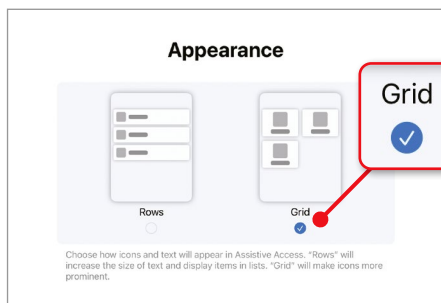 Appearance
Grid
Rows
Grid
Choose how icons and text will appear in Assistive Access. "Rows" will
increase the size of text and display items in lists. "Grid" will make icons more
prominent.